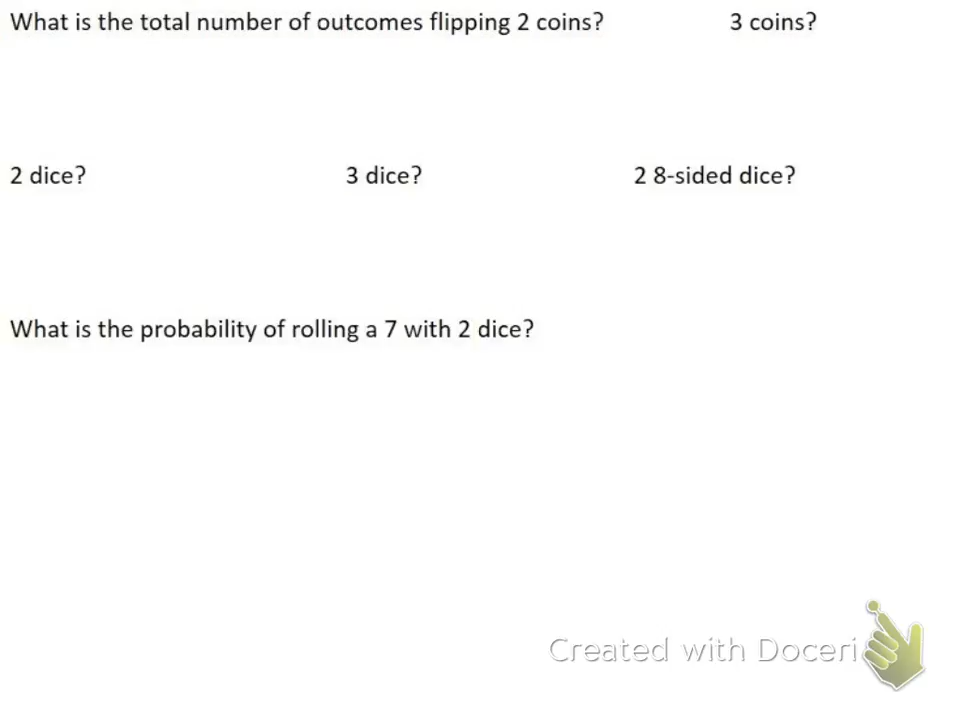 What is the total number of outcomes flipping 2 coins? 3 coins?
2 dice? 3 dice? 2 8-sided dice?
What is the probability of rolling a 7 with 2 dice?
Created with Doceri